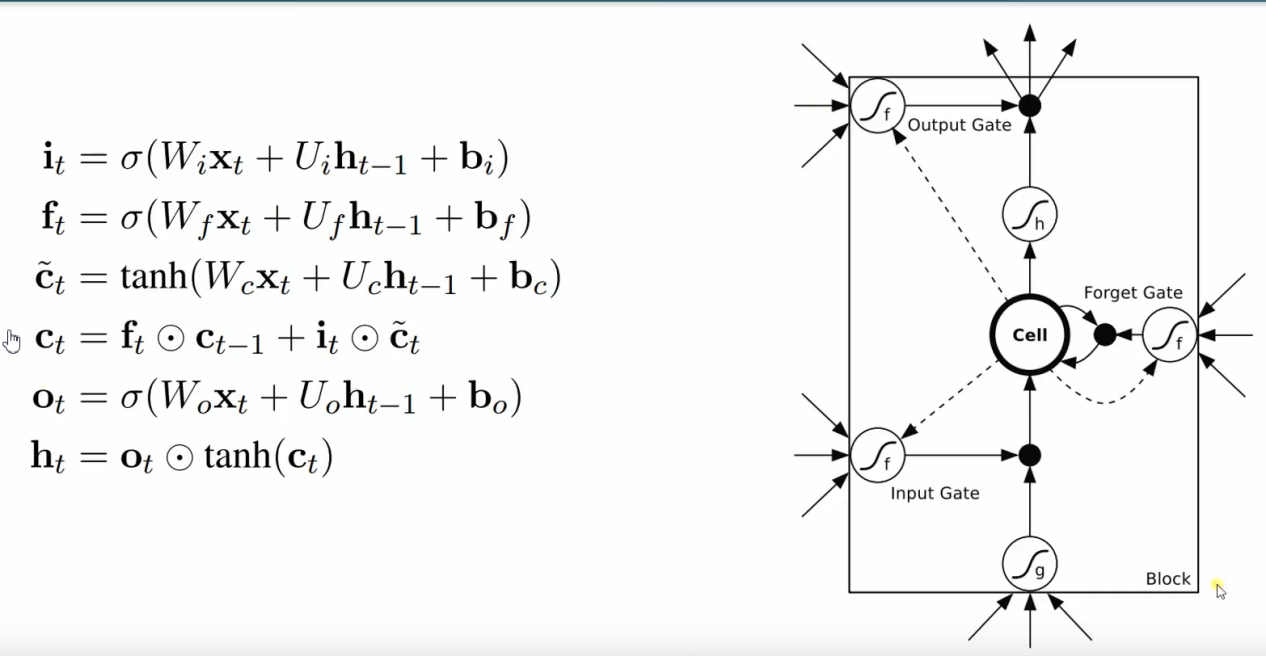 i_t = σ(W_i x_t + U_i h_{t−1} + b_i)
f_t = σ(W_f x_t + U_f h_{t−1} + b_f)
c̃_t = tanh(W_c x_t + U_c h_{t−1} + b_c)
c_t = f_t ⊙ c_{t−1} + i_t ⊙ c̃_t
o_t = σ(W_o x_t + U_o h_{t−1} + b_o)
h_t = o_t ⊙ tanh(c_t)
f
Output Gate
h
Forget Gate
Cell
f
f
Input Gate
g
Block